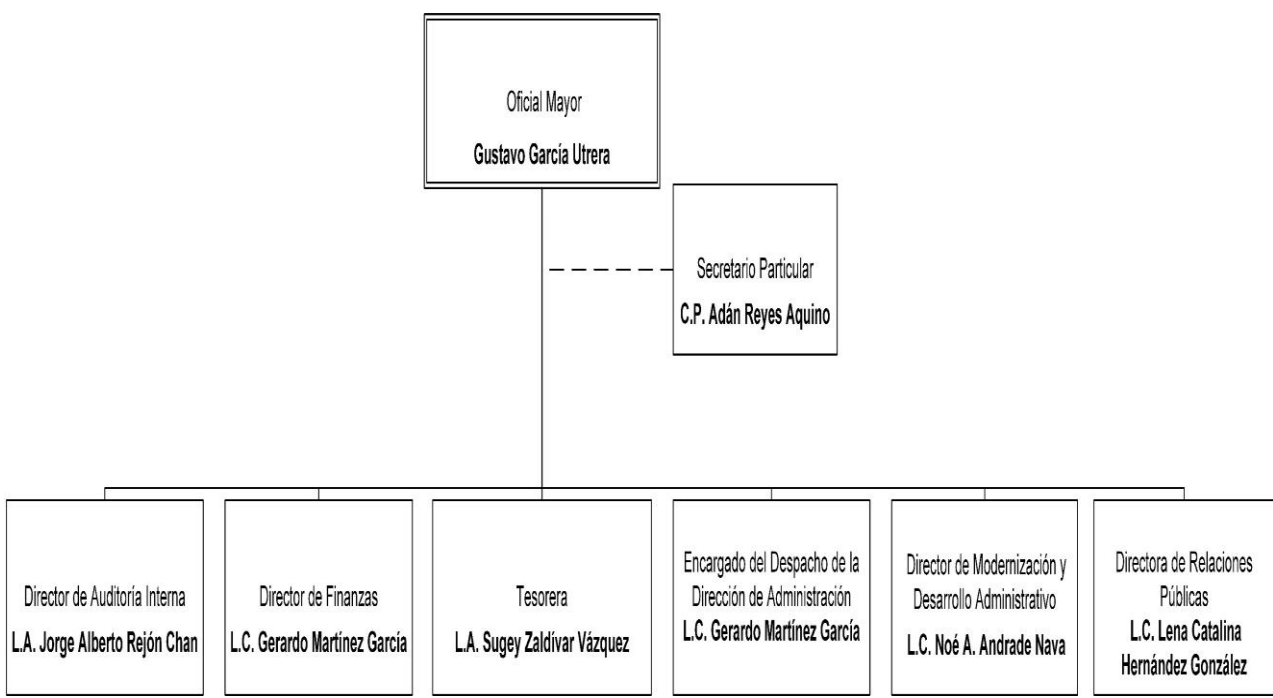 Oficial Mayor
Gustavo García Utrera
Secretario Particular
C.P. Adán Reyes Aquino
Director de Auditoría Interna
L.A. Jorge Alberto Rejón Chan
Director de Finanzas
L.C. Gerardo Martínez García
Tesorera
L.A. Sugey Zaldívar Vázquez
Encargado del Despacho de la
Dirección de Administración
L.C. Gerardo Martínez García
Director de Modernización y
Desarrollo Administrativo
L.C. Noé A. Andrade Nava
Directora de Relaciones
Públicas
L.C. Lena Catalina
Hernández González